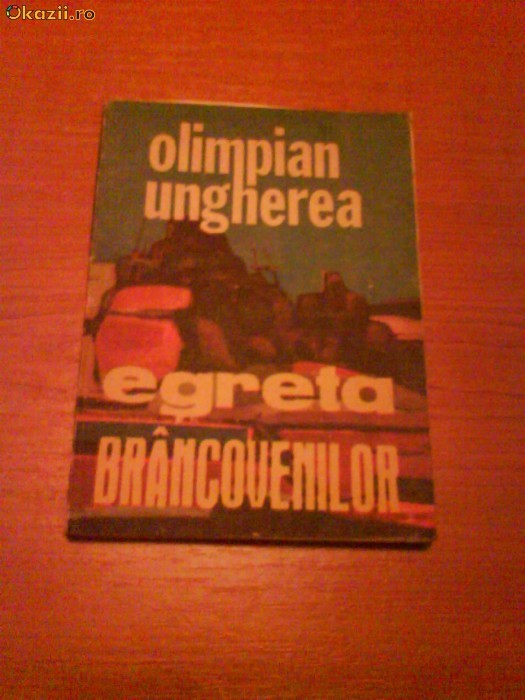 Okazii.ro
olimpian
ungherea
egreta
BRÂNCOVENILOR